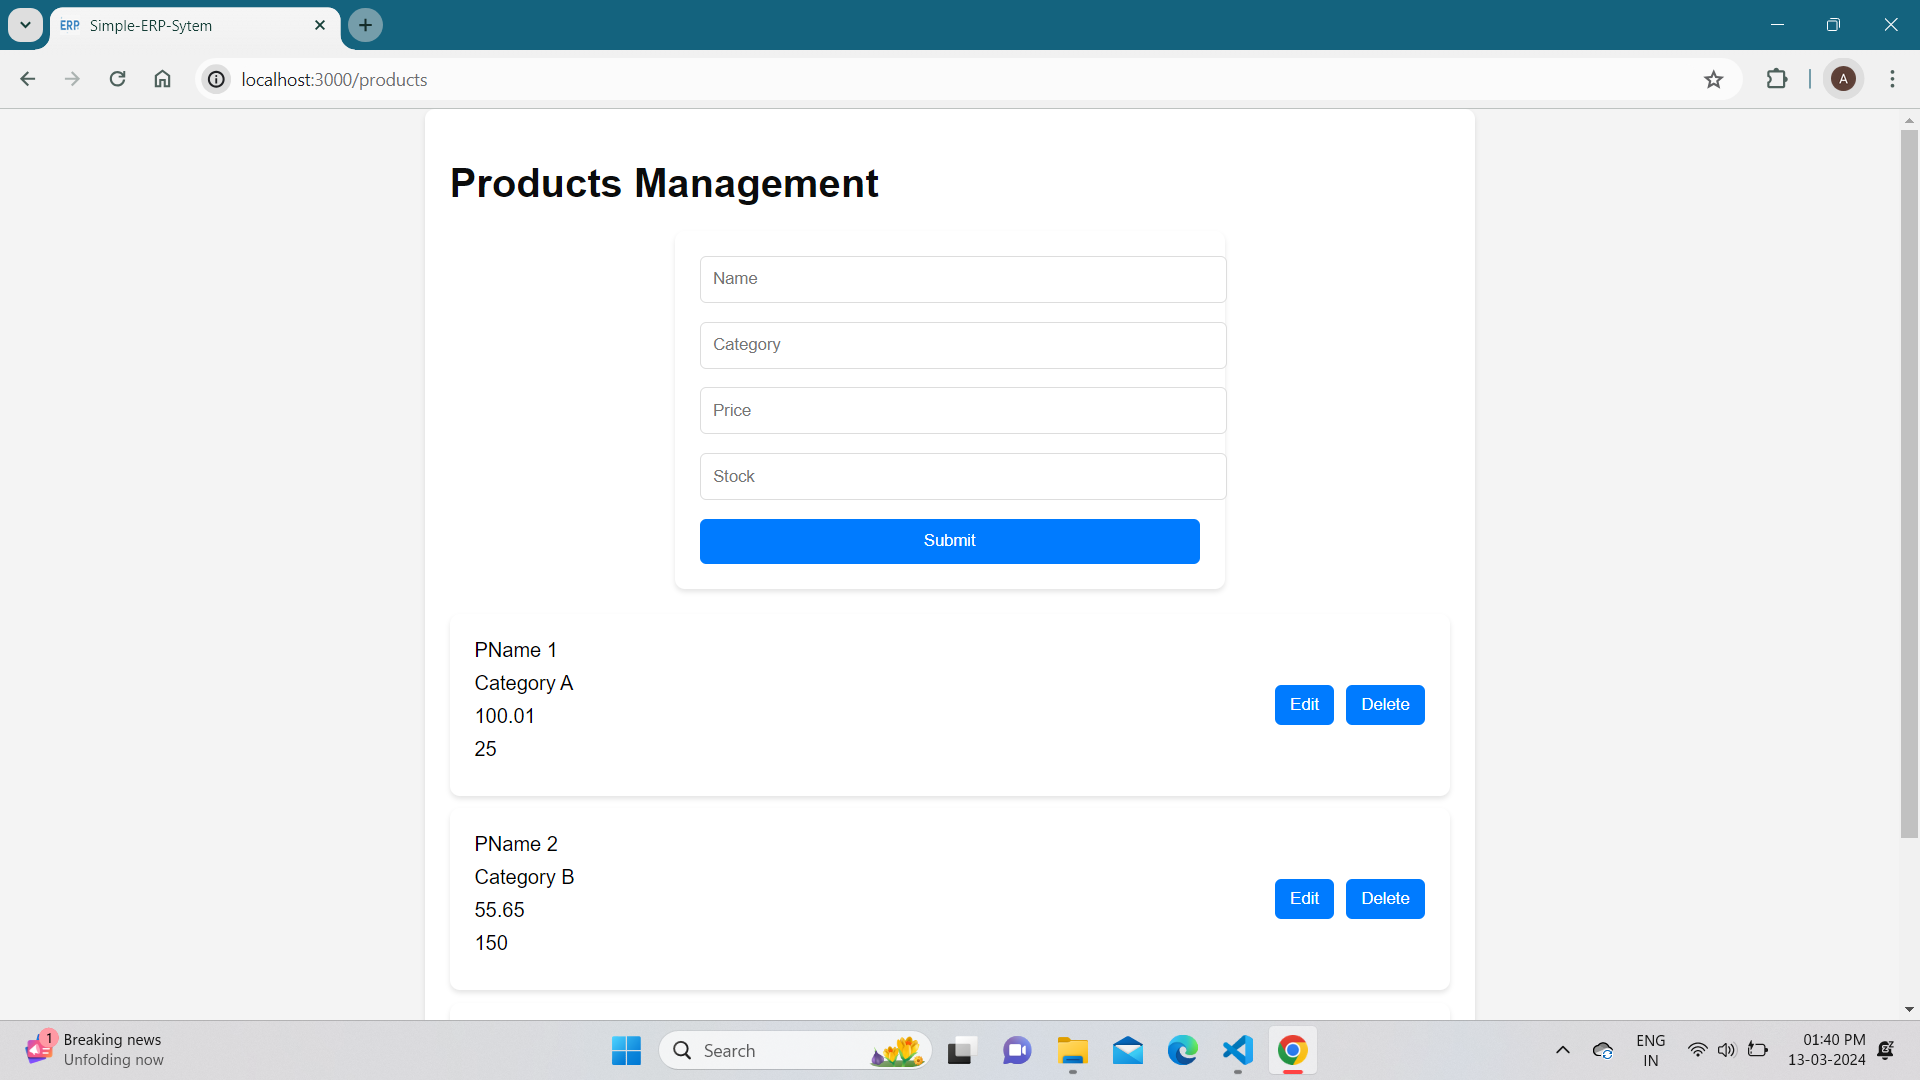 ERP Simple-ERP-Sytem
localhost:3000/products
A
Products Management
Name
Category
Price
Stock
Submit
PName 1
Category A
100.01
25
Edit Delete
PName 2
Category B
55.65
150
Edit Delete
1
Breaking news
Unfolding now
Search
ENG
IN
01:40 PM
13-03-2024